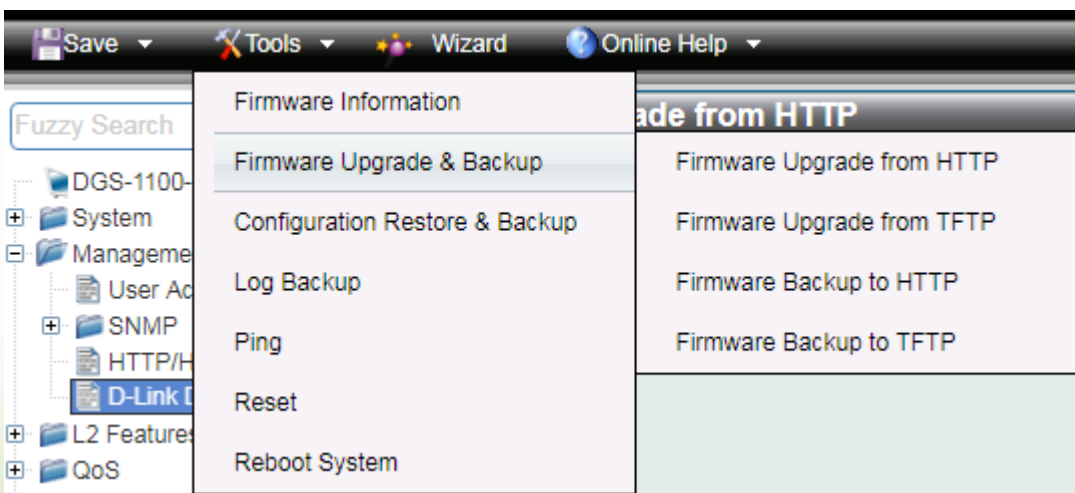 Save Tools Wizard Online Help
Firmware Information
ade from HTTP
Fuzzy Search
Firmware Upgrade & Backup Firmware Upgrade from HTTP
DGS-1100-
System
Configuration Restore & Backup Firmware Upgrade from TFTP
Manageme
User Ac
Log Backup Firmware Backup to HTTP
SNMP
Ping Firmware Backup to TFTP
HTTP/H
D-Link D
Reset
L2 Features
QoS
Reboot System